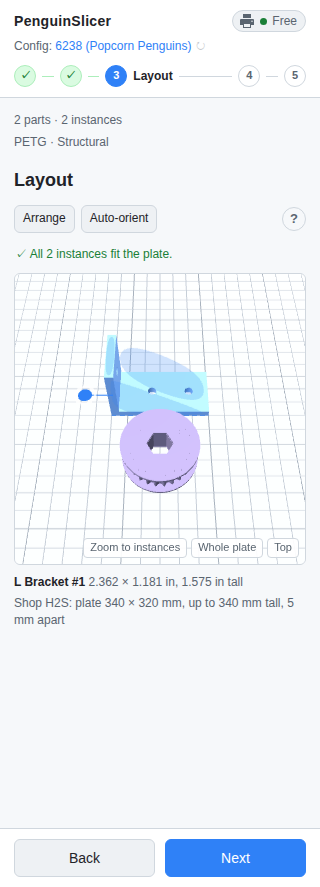 PenguinSlicer
Free
Config: 6238 (Popcorn Penguins)
3 Layout 4 5
2 parts · 2 instances
PETG · Structural
Layout
Arrange Auto-orient ?
✓ All 2 instances fit the plate.
Zoom to instances Whole plate Top
L Bracket #1 2.362 × 1.181 in, 1.575 in tall
Shop H2S: plate 340 × 320 mm, up to 340 mm tall, 5
mm apart
Back Next